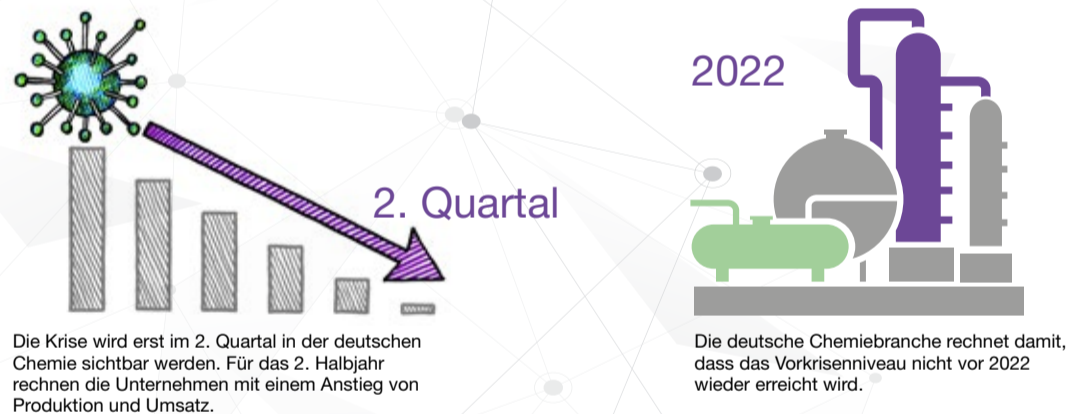 2. Quartal
Die Krise wird erst im 2. Quartal in der deutschen
Chemie sichtbar werden. Für das 2. Halbjahr
rechnen die Unternehmen mit einem Anstieg von
Produktion und Umsatz.
2022
Die deutsche Chemiebranche rechnet damit,
dass das Vorkrisenniveau nicht vor 2022
wieder erreicht wird.